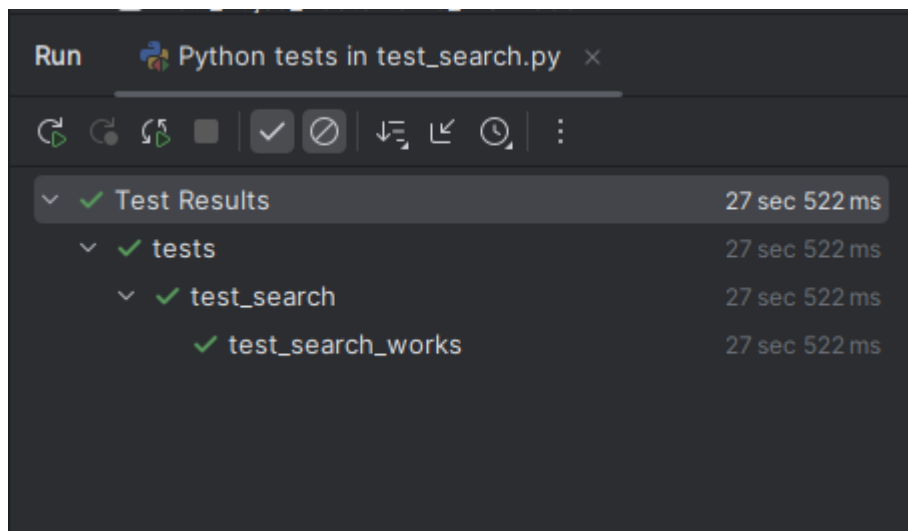 Run Python tests in test_search.py
Test Results 27 sec 522 ms
tests 27 sec 522 ms
test_search 27 sec 522 ms
test_search_works 27 sec 522 ms